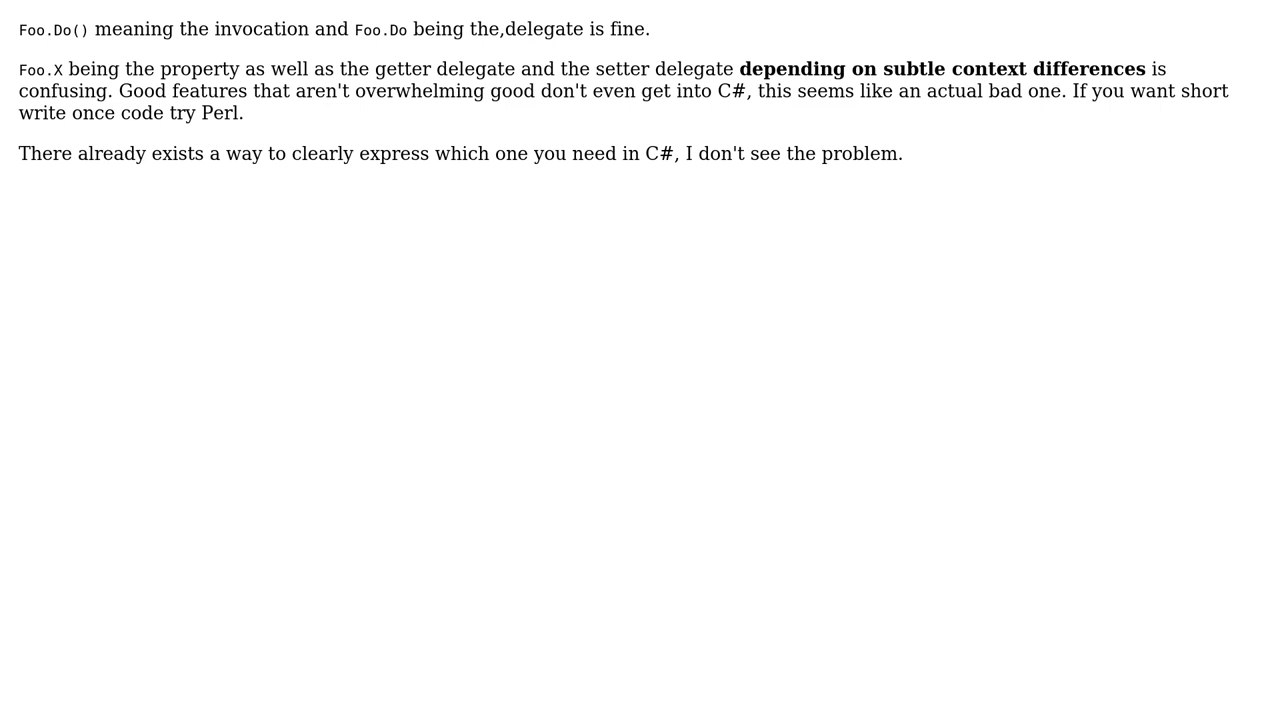 Foo.Do() meaning the invocation and Foo.Do being the,delegate is fine.
Foo.X being the property as well as the getter delegate and the setter delegate depending on subtle context differences is
confusing. Good features that aren't overwhelming good don't even get into C#, this seems like an actual bad one. If you want short
write once code try Perl.
There already exists a way to clearly express which one you need in C#, I don't see the problem.